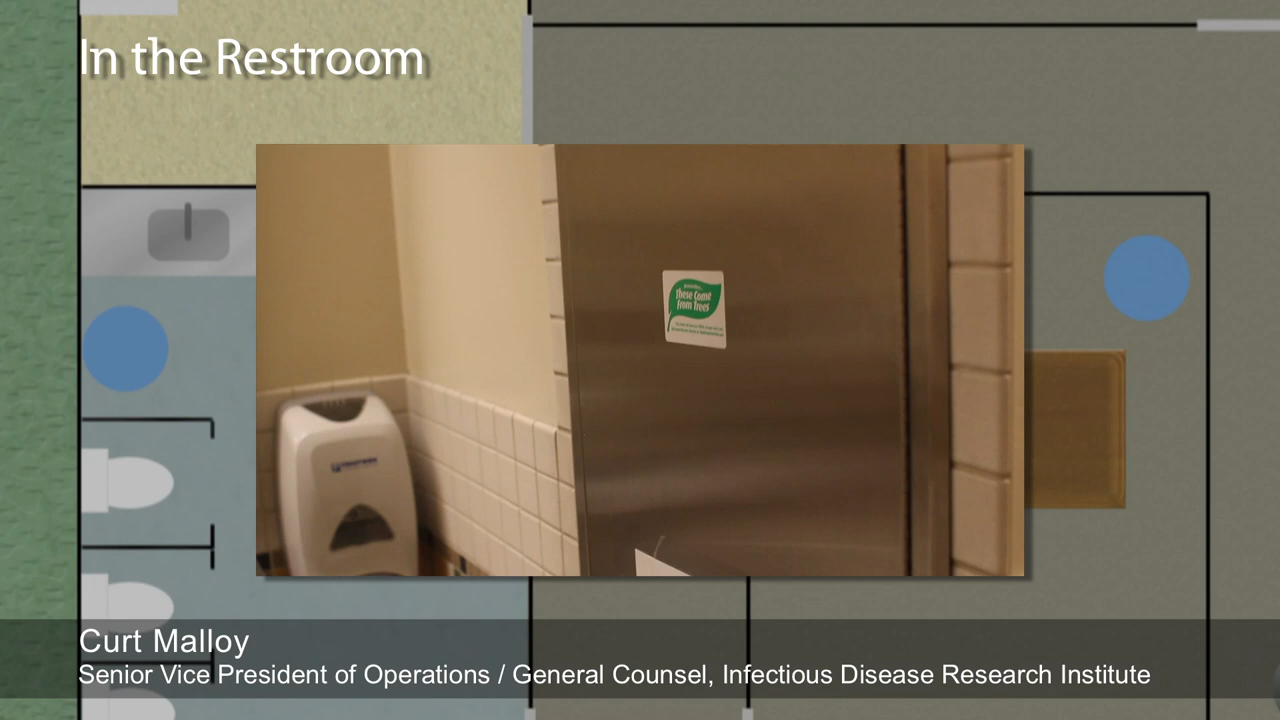 In the Restroom
These Come
From Trees
Curt Malloy
Senior Vice President of Operations / General Counsel, Infectious Disease Research Institute